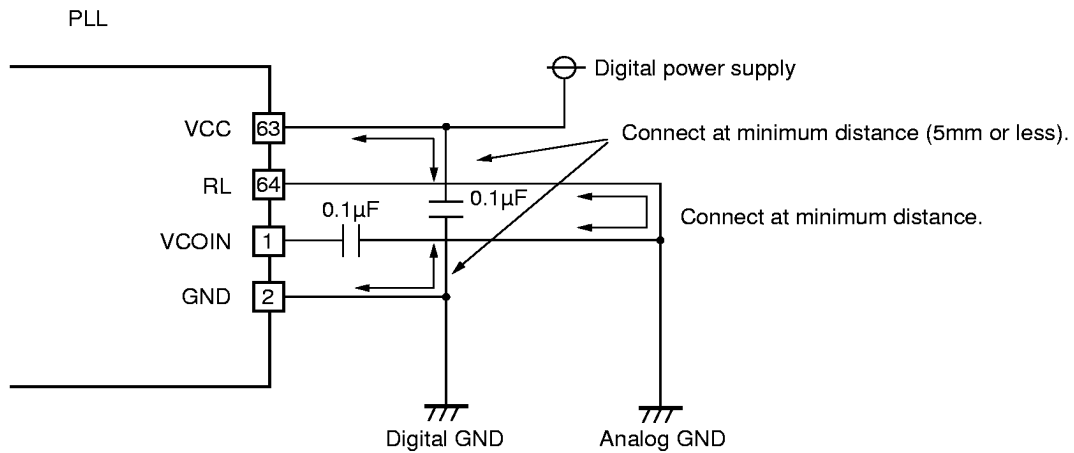 PLL
Digital power supply
VCC 63
Connect at minimum distance (5mm or less).
RL 64
0.1µF
0.1µF
Connect at minimum distance.
VCOIN 1
GND 2
Digital GND
Analog GND